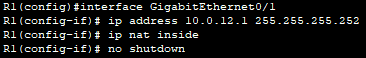 R1(config)#interface GigabitEthernet0/1
R1(config-if)# ip address 10.0.12.1 255.255.255.252
R1(config-if)# ip nat inside
R1(config-if)# no shutdown